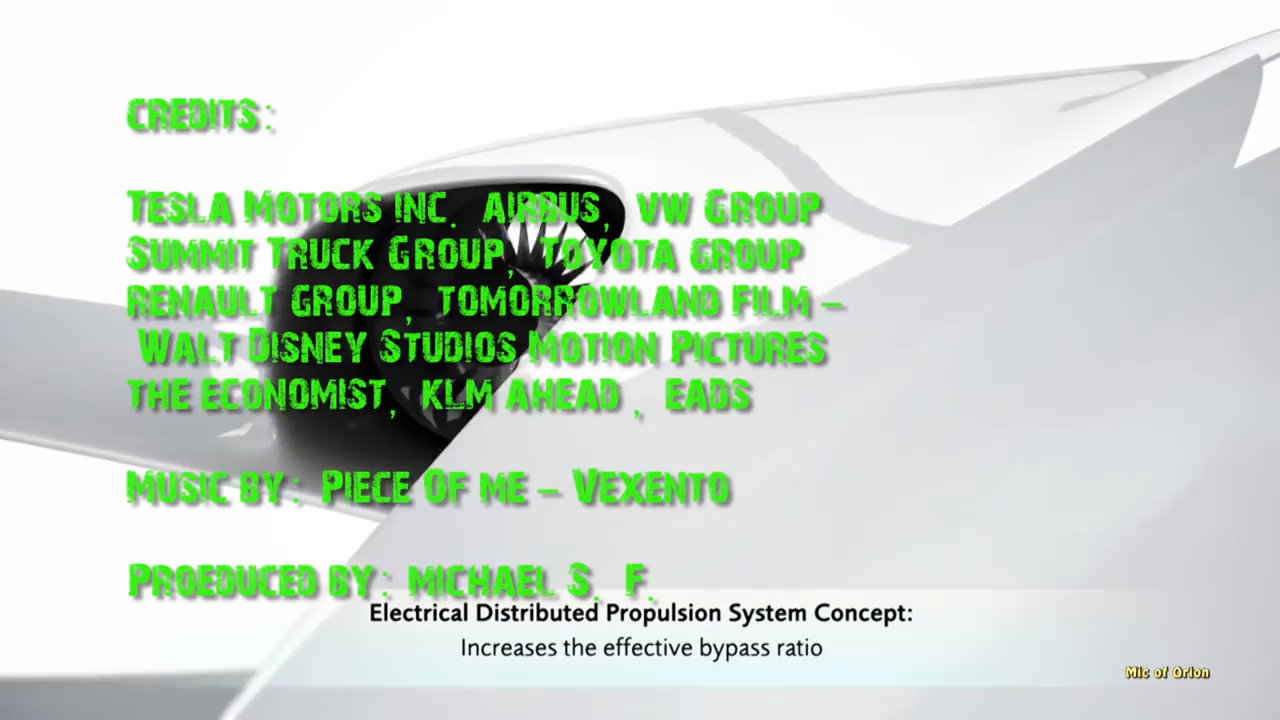 CREDITS:
TESLA MOTORS INC. AIRBUS, VW GROUP
SUMMIT TRUCK GROUP, TOYOTA GROUP
RENAULT GROUP, TOMORROWLAND FILM –
WALT DISNEY STUDIOS MOTION PICTURES
THE ECONOMIST, KLM AHEAD , EADS
MUSIC BY: PIECE OF ME – VEXENTO
PROEDUCED BY: MICHAEL S. F.
Electrical Distributed Propulsion System Concept:
Increases the effective bypass ratio
Mic of Orion